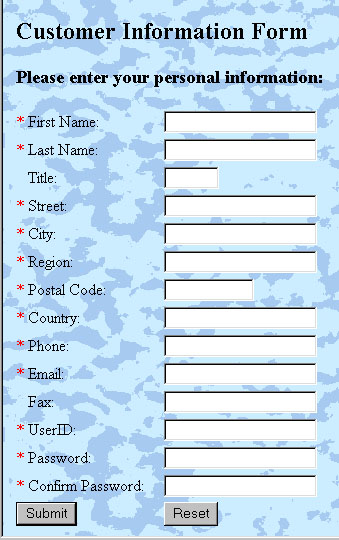 Customer Information Form
Please enter your personal information:
* First Name:
* Last Name:
Title:
* Street:
* City:
* Region:
* Postal Code:
* Country:
* Phone:
* Email:
Fax:
* UserID:
* Password:
* Confirm Password:
Submit Reset